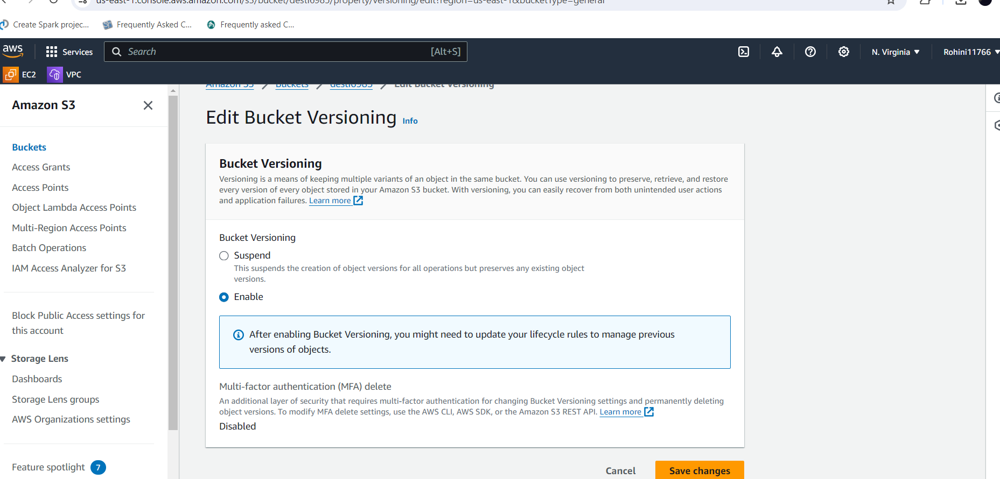 us-east-1.console.aws.amazon.com/s3/bucket/desti6985/property/versioning/edit?region=us-east-1&bucketType=general
Create Spark projec...
Frequently Asked C...
Frequently asked C...
aws
Services
Search
[Alt+S]
N. Virginia
Rohini11766
EC2
VPC
Amazon S3
Buckets
desti6985
Edit Bucket Versioning
Amazon S3
Edit Bucket Versioning Info
Buckets
Access Grants
Access Points
Object Lambda Access Points
Multi-Region Access Points
Batch Operations
IAM Access Analyzer for S3
Block Public Access settings for
this account
Storage Lens
Dashboards
Storage Lens groups
AWS Organizations settings
Feature spotlight 7
Bucket Versioning
Versioning is a means of keeping multiple variants of an object in the same bucket. You can use versioning to preserve, retrieve, and restore
every version of every object stored in your Amazon S3 bucket. With versioning, you can easily recover from both unintended user actions
and application failures. Learn more
Bucket Versioning
Suspend
This suspends the creation of object versions for all operations but preserves any existing object
versions.
Enable
After enabling Bucket Versioning, you might need to update your lifecycle rules to manage previous
versions of objects.
Multi-factor authentication (MFA) delete
An additional layer of security that requires multi-factor authentication for changing Bucket Versioning settings and permanently deleting
object versions. To modify MFA delete settings, use the AWS CLI, AWS SDK, or the Amazon S3 REST API. Learn more
Disabled
Cancel
Save changes